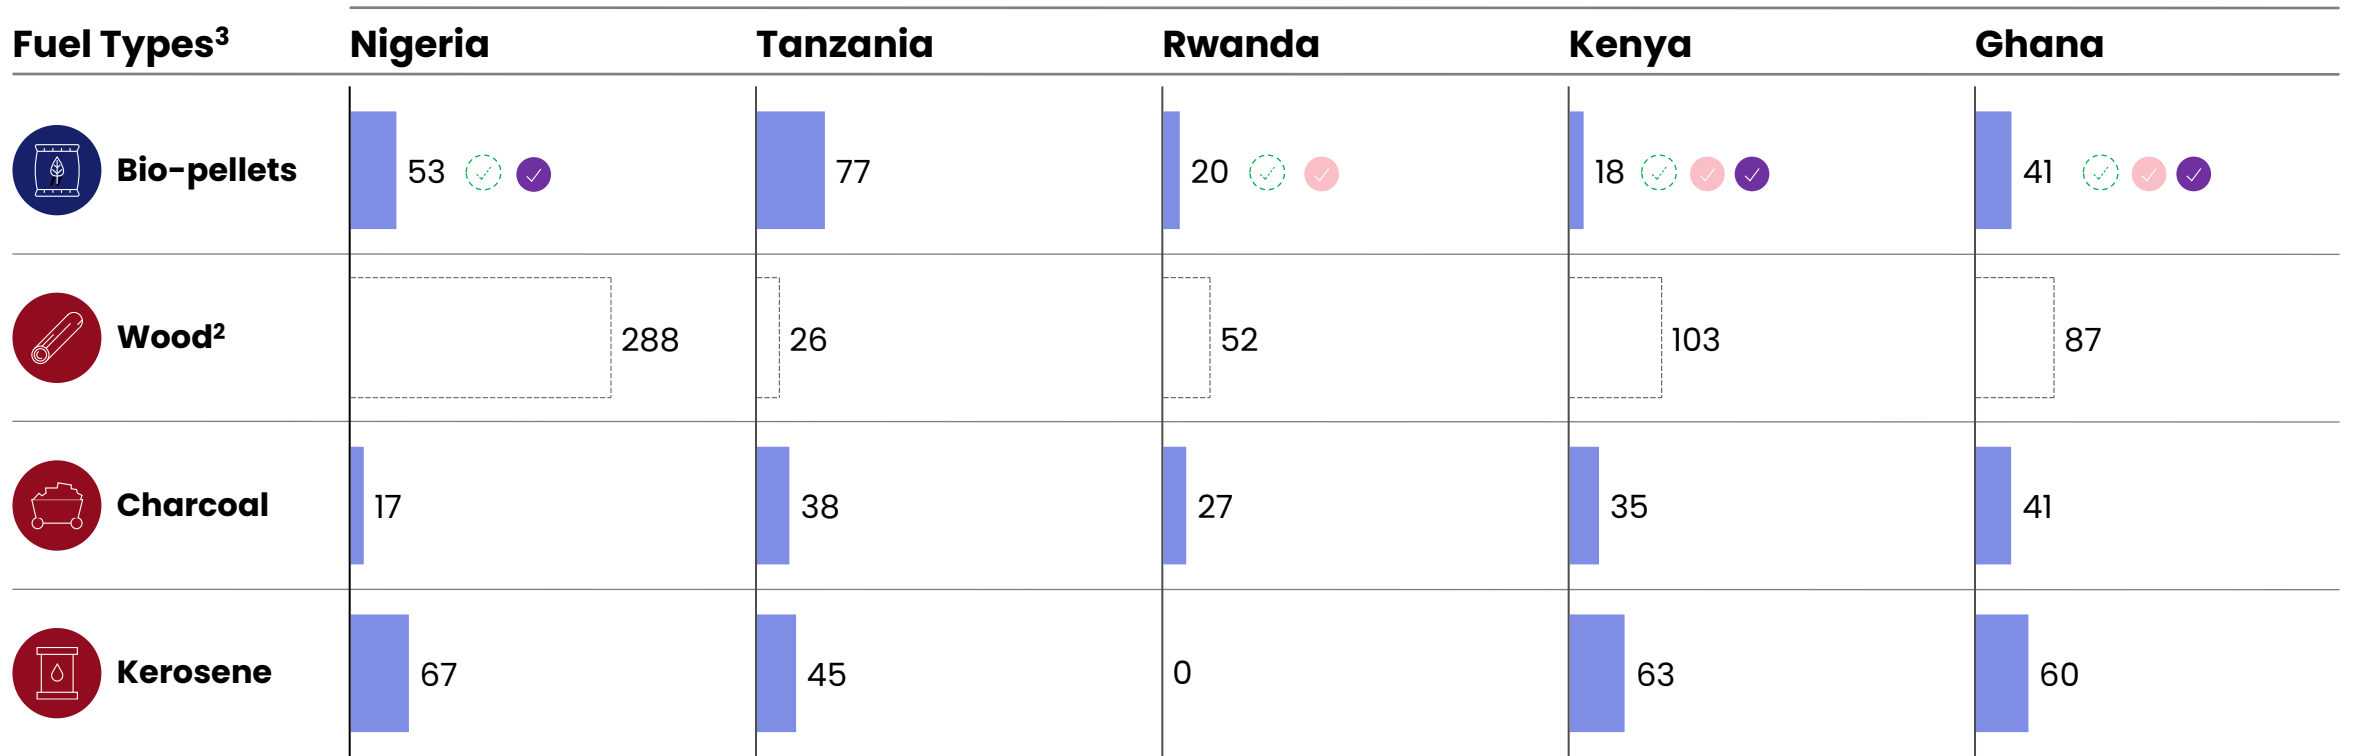 Fuel Types³ Nigeria Tanzania Rwanda Kenya Ghana
Bio-pellets 53 77 20 18 41
Wood² 288 26 52 103 87
Charcoal 17 38 27 35 41
Kerosene 67 45 0 63 60